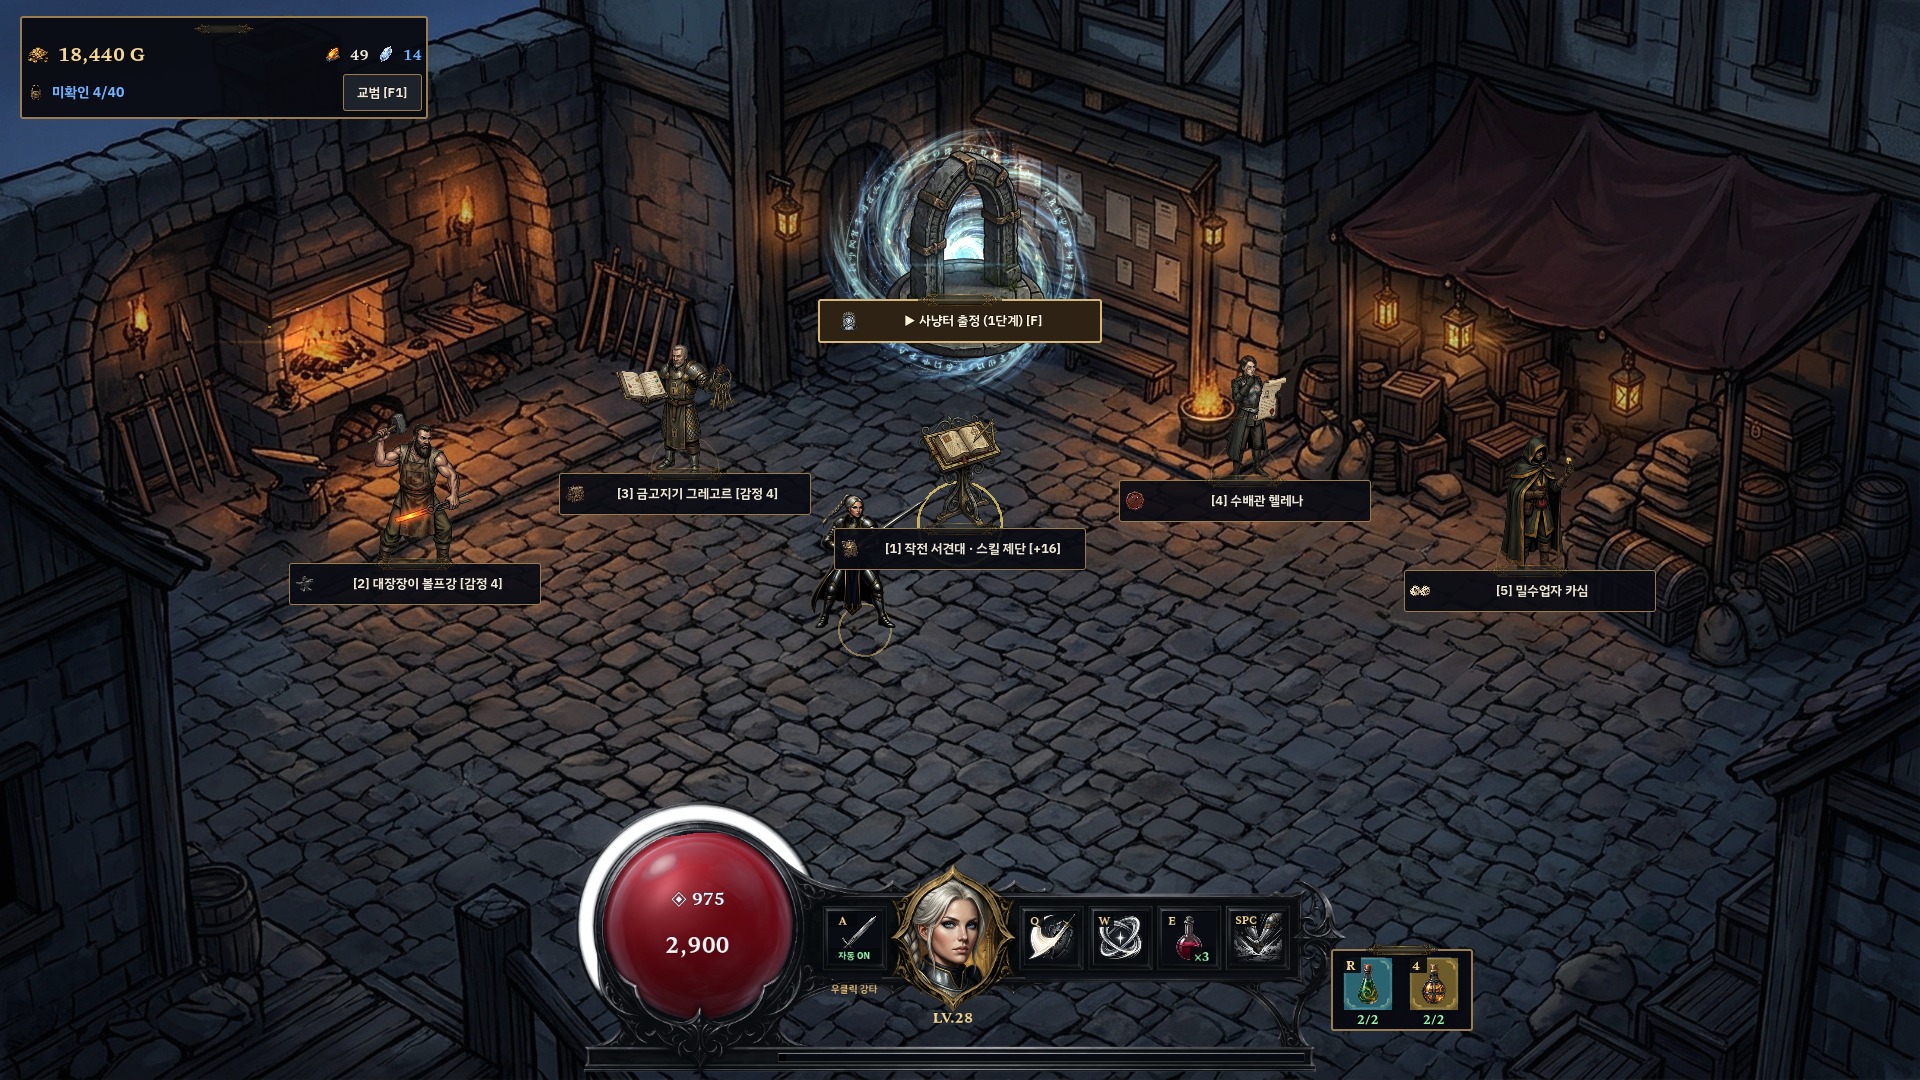 18,440 G
49
14
미확인 4/40
교범 [F1]
▶ 사냥터 출정 (1단계) [F]
[3] 금고지기 그레고르 [감정 4]
[4] 수배관 헬레나
[1] 작전 서견대 · 스킬 제단 [+16]
[2] 대장장이 볼프강 [감정 4]
[5] 밀수업자 카심
975
2,900
A
자동 ON
우클릭 강타
LV.28
Q
W
E
×3
SPC
R
2/2
4
2/2